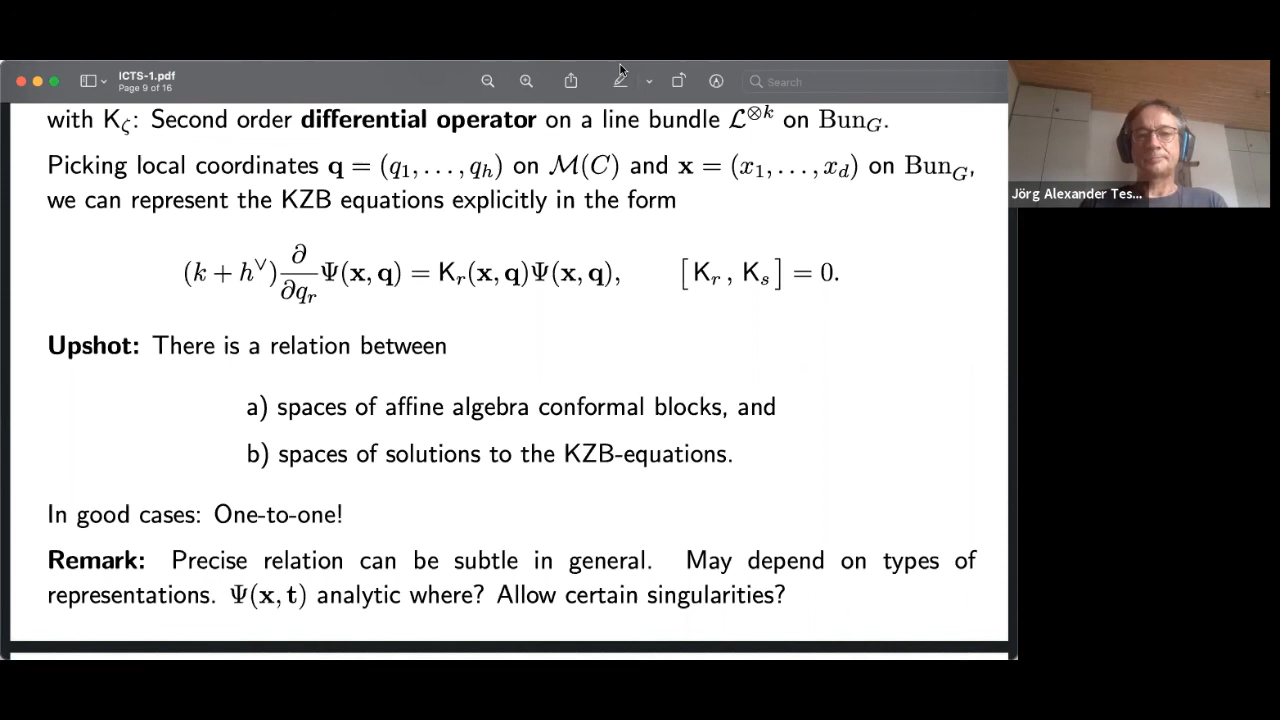 ICTS-1.pdf
Page 9 of 16
Search
with K_ζ: Second order differential operator on a line bundle ℒ^{⊗k} on Bun_G.
Picking local coordinates q = (q_1, …, q_h) on ℳ(C) and x = (x_1, …, x_d) on Bun_G,
we can represent the KZB equations explicitly in the form
(k + h^∨) ∂/∂q_r Ψ(x, q) = K_r(x, q)Ψ(x, q), [K_r, K_s] = 0.
Upshot: There is a relation between
a) spaces of affine algebra conformal blocks, and
b) spaces of solutions to the KZB-equations.
In good cases: One-to-one!
Remark: Precise relation can be subtle in general. May depend on types of
representations. Ψ(x, t) analytic where? Allow certain singularities?
Jörg Alexander Tes...